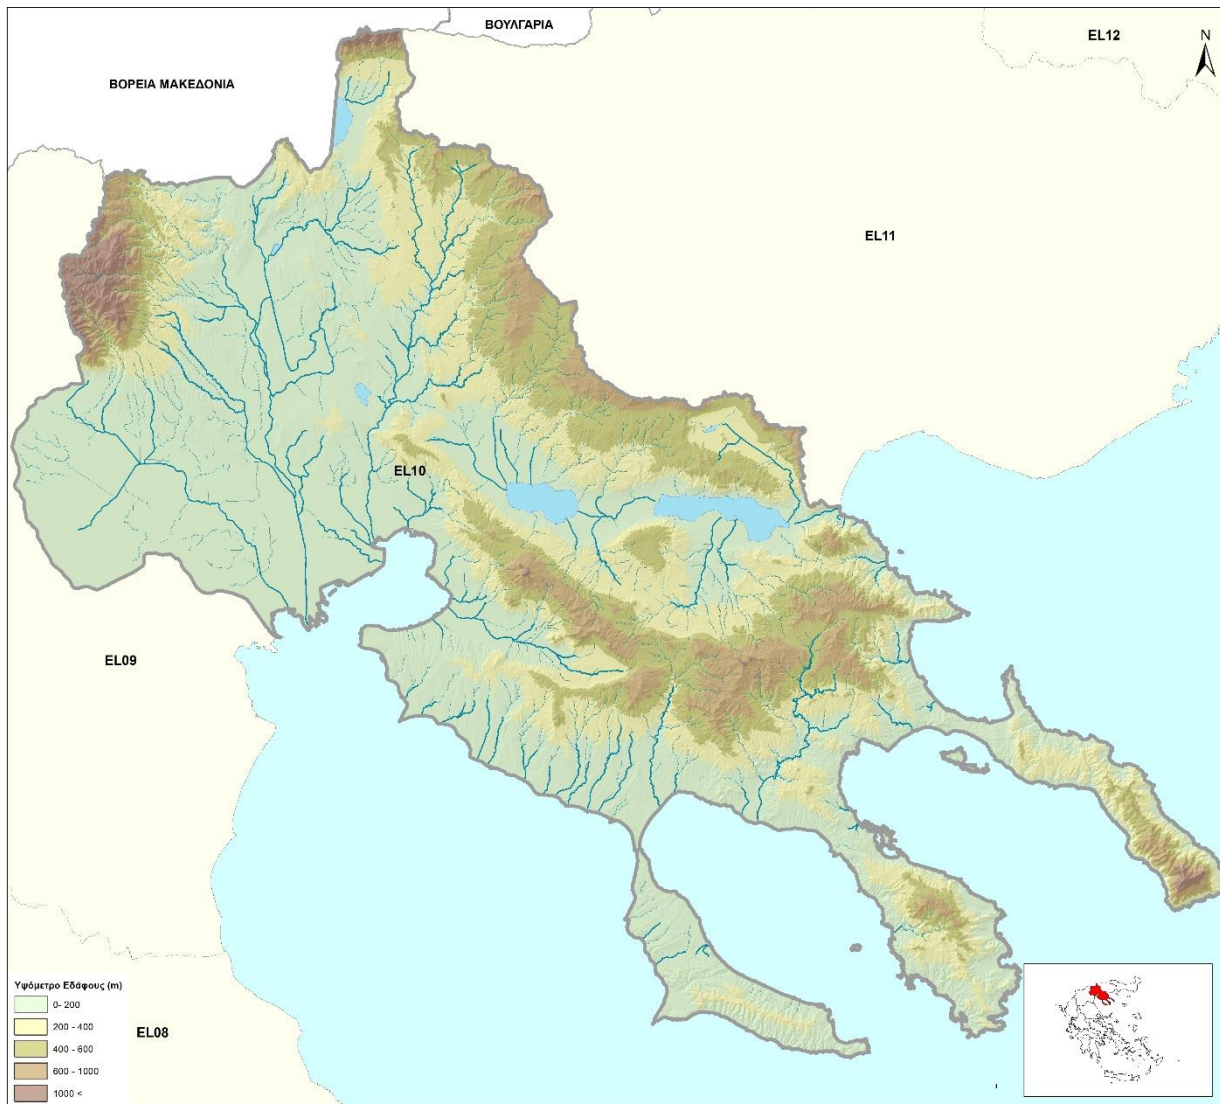 ΒΟΥΛΓΑΡΙΑ
EL12
N
ΒΟΡΕΙΑ ΜΑΚΕΔΟΝΙΑ
EL11
EL10
EL09
EL08
Υψόμετρο Εδάφους (m)
0- 200
200 - 400
400 - 600
600 - 1000
1000 <